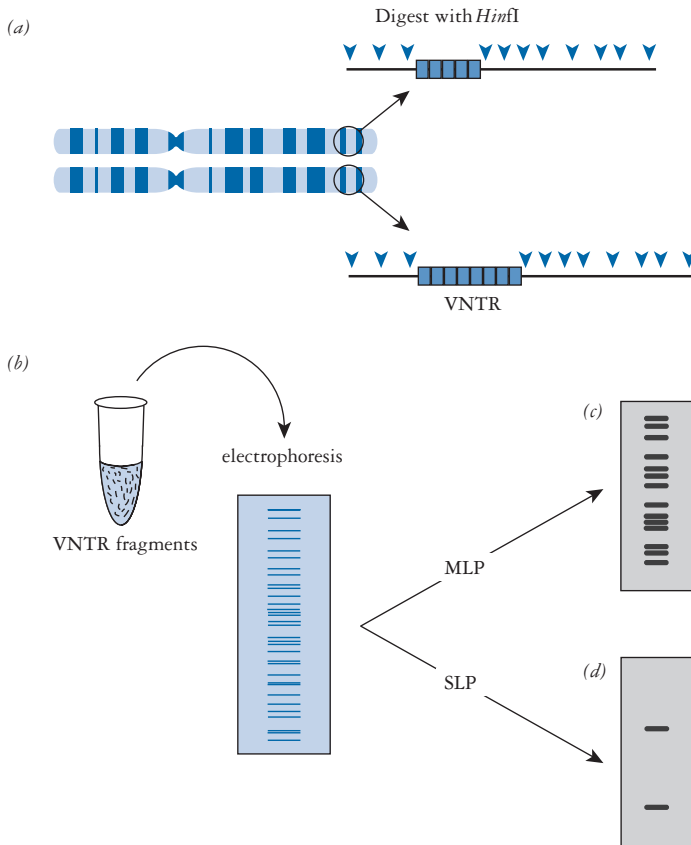 (a)
Digest with HinfI
VNTR
(b)
VNTR fragments
electrophoresis
MLP
SLP
(c)
(d)